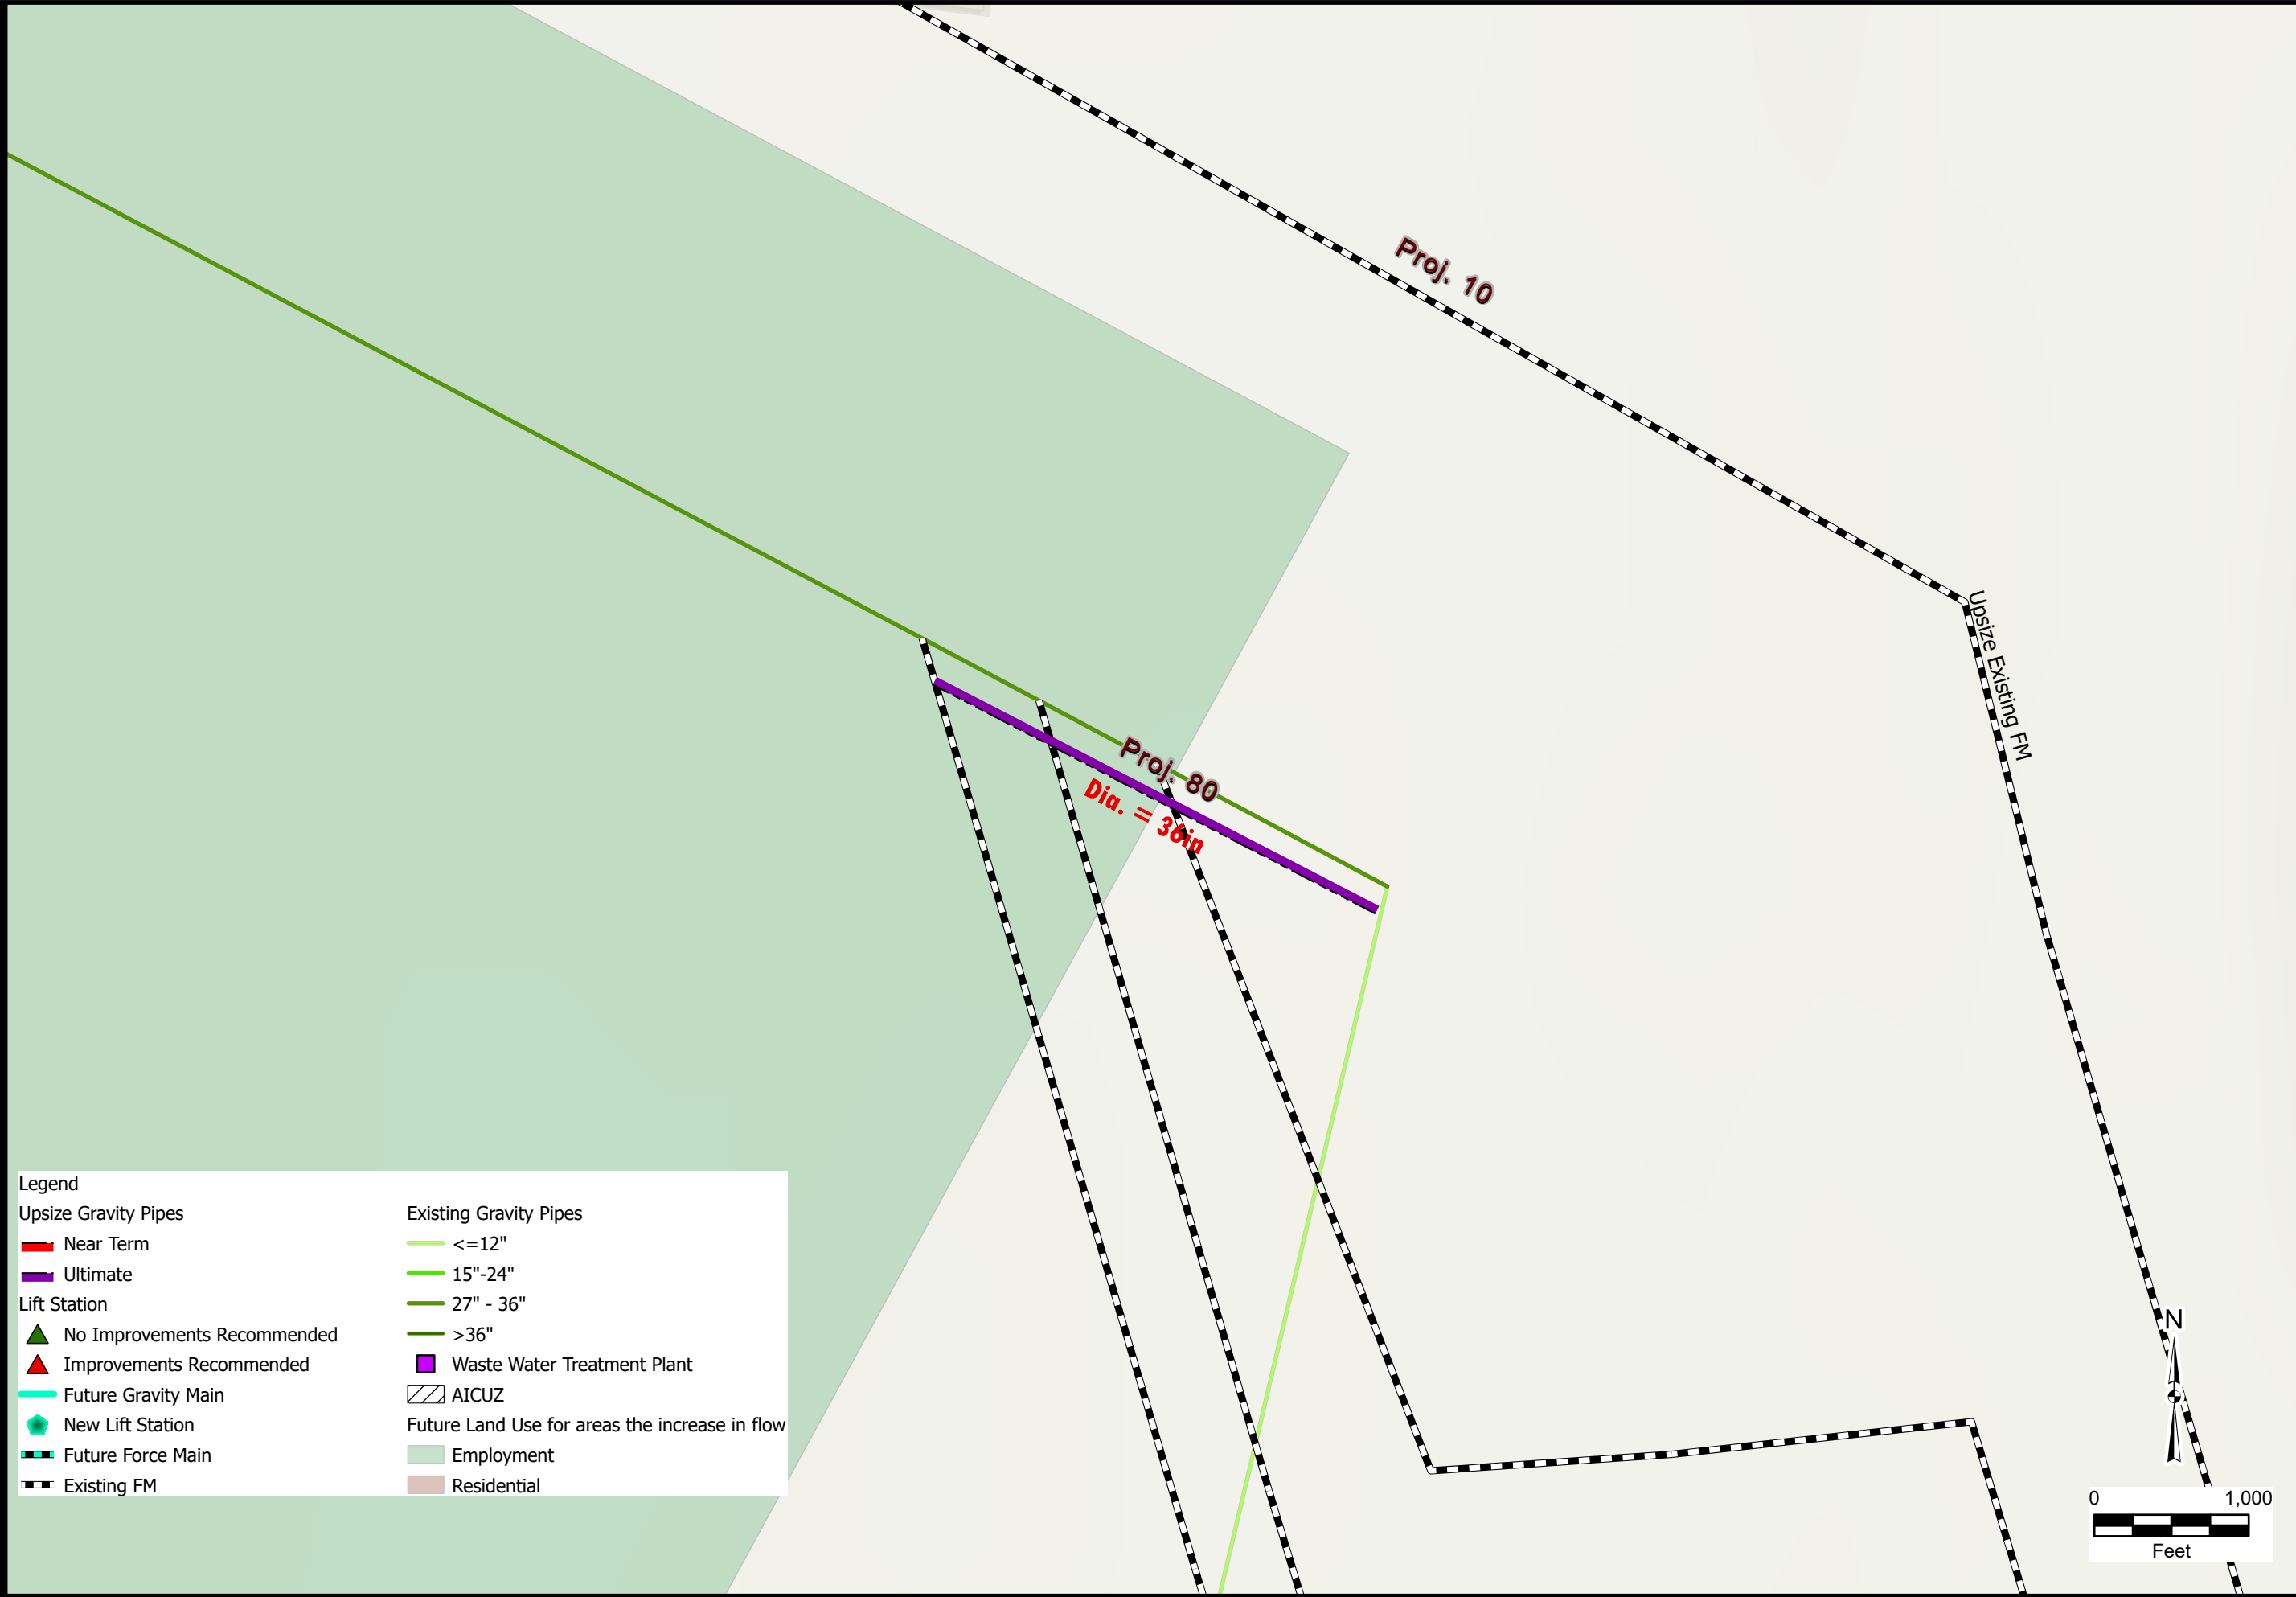 Proj. 10
Upsize Existing FM
Proj. 80
Dia. = 36in
Legend
Upsize Gravity Pipes
Near Term
Ultimate
Lift Station
No Improvements Recommended
Improvements Recommended
Future Gravity Main
New Lift Station
Future Force Main
Existing FM
Existing Gravity Pipes
<=12"
15"-24"
27" - 36"
>36"
Waste Water Treatment Plant
AICUZ
Future Land Use for areas the increase in flow
Employment
Residential
N
0 1,000
Feet